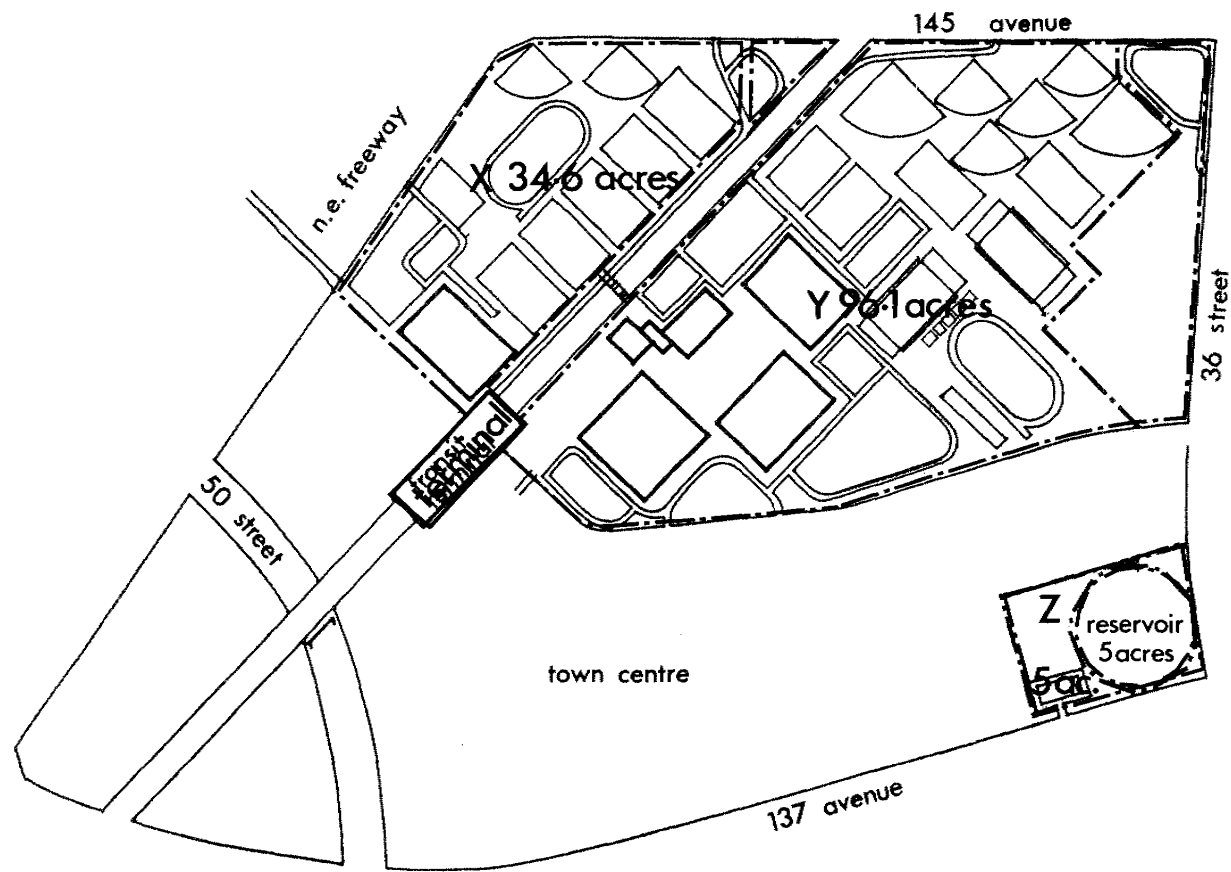 145 avenue
n.e. freeway
X 34·6 acres
Y 96·1 acres
36 street
transit
terminal
50 street
Z
reservoir
5 acres
5 ac
town centre
137 avenue